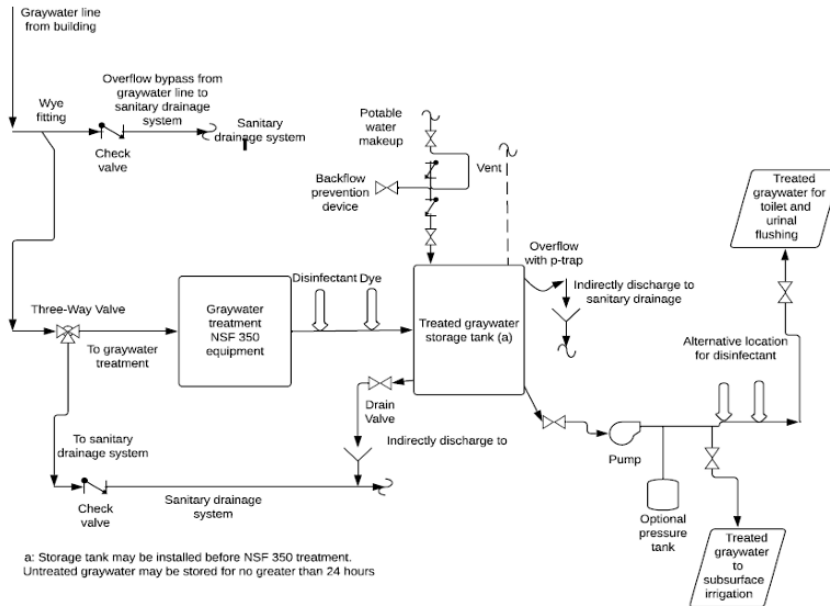 Graywater line
from building
Wye
fitting
Overflow bypass from
graywater line to
sanitary drainage
system
Sanitary
drainage system
Check
valve
Potable
water
makeup
Backflow
prevention
device
Vent
Overflow
with p-trap
Indirectly discharge to
sanitary drainage
Treated
graywater for
toilet and
urinal
flushing
Three-Way Valve
To graywater
treatment
Graywater
treatment
NSF 350
equipment
Disinfectant Dye
Treated graywater
storage tank (a)
Alternative location
for disinfectant
Drain
Valve
Indirectly discharge to
To sanitary
drainage system
Check
valve
Sanitary drainage
system
Pump
Optional
pressure
tank
Treated
graywater
to
subsurface
irrigation
a: Storage tank may be installed before NSF 350 treatment.
Untreated graywater may be stored for no greater than 24 hours